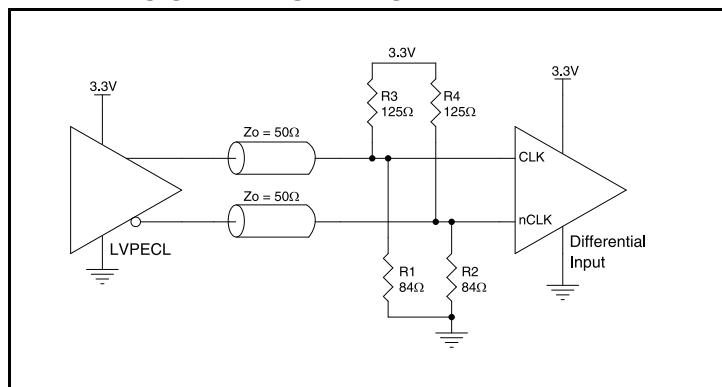 3.3V
3.3V
3.3V
R3
125Ω
R4
125Ω
Zo = 50Ω
CLK
Zo = 50Ω
nCLK
LVPECL
Differential
Input
R1
84Ω
R2
84Ω